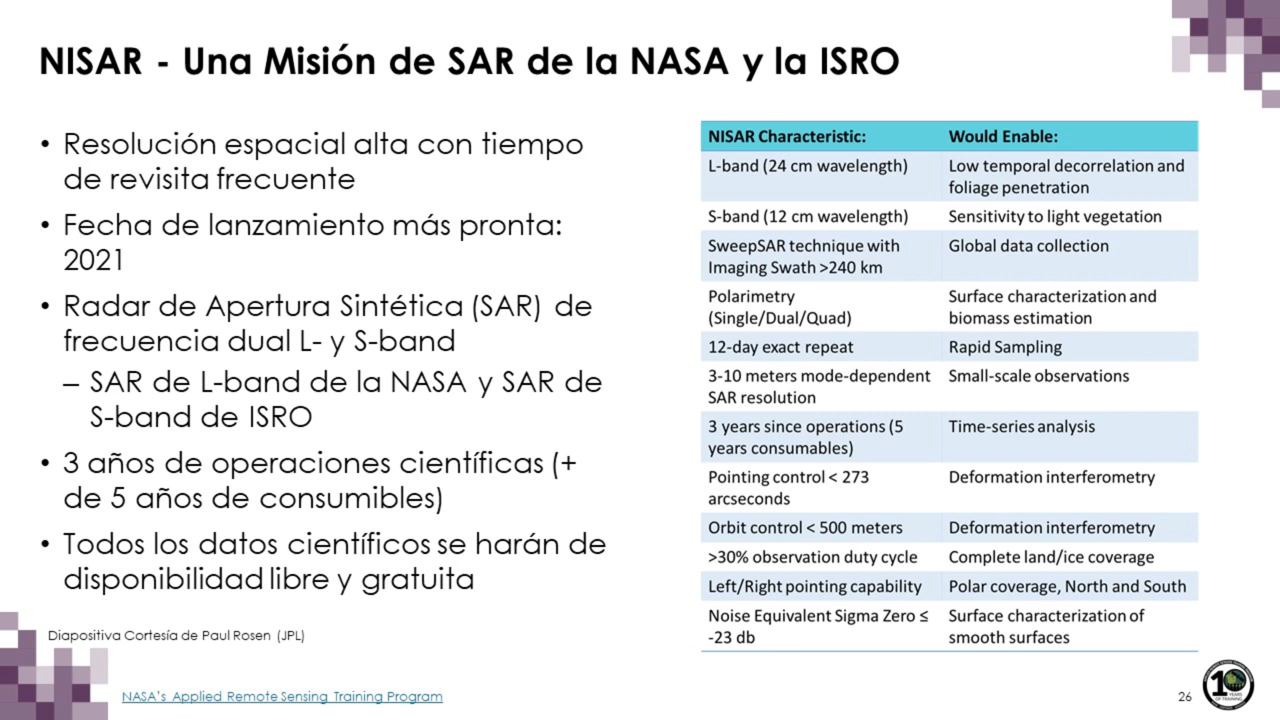 NISAR - Una Misión de SAR de la NASA y la ISRO
• Resolución espacial alta con tiempo
de revisita frecuente
• Fecha de lanzamiento más pronta:
2021
• Radar de Apertura Sintética (SAR) de
frecuencia dual L- y S-band
– SAR de L-band de la NASA y SAR de
S-band de ISRO
• 3 años de operaciones científicas (+
de 5 años de consumibles)
• Todos los datos científicos se harán de
disponibilidad libre y gratuita
Diapositiva Cortesía de Paul Rosen (JPL)
NISAR Characteristic: Would Enable:
L-band (24 cm wavelength) Low temporal decorrelation and
foliage penetration
S-band (12 cm wavelength) Sensitivity to light vegetation
SweepSAR technique with Global data collection
Imaging Swath >240 km
Polarimetry Surface characterization and
(Single/Dual/Quad) biomass estimation
12-day exact repeat Rapid Sampling
3-10 meters mode-dependent Small-scale observations
SAR resolution
3 years since operations (5 Time-series analysis
years consumables)
Pointing control < 273 Deformation interferometry
arcseconds
Orbit control < 500 meters Deformation interferometry
>30% observation duty cycle Complete land/ice coverage
Left/Right pointing capability Polar coverage, North and South
Noise Equivalent Sigma Zero ≤ Surface characterization of
-23 db smooth surfaces
NASA's Applied Remote Sensing Training Program
26
10
YEARS
OF TRAINING